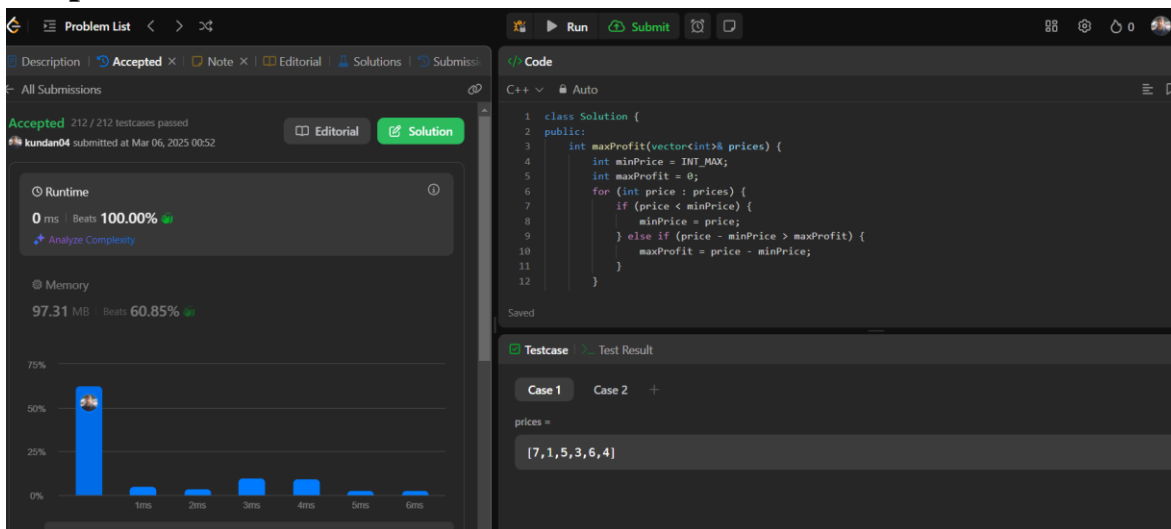 Problem List
Run
Submit
0
Description
Accepted
Note
Editorial
Solutions
All Submissions
Accepted 212 / 212 testcases passed
kundan04 submitted at Mar 06, 2025 00:52
Editorial
Solution
Runtime
0 ms | Beats 100.00%
Analyze Complexity
Memory
97.31 MB | Beats 60.85%
75%
50%
25%
0%
1ms 2ms 3ms 4ms 5ms 6ms
</> Code
C++ Auto
1 class Solution {
2 public:
3 int maxProfit(vector<int>& prices) {
4 int minPrice = INT_MAX;
5 int maxProfit = 0;
6 for (int price : prices) {
7 if (price < minPrice) {
8 minPrice = price;
9 } else if (price - minPrice > maxProfit) {
10 maxProfit = price - minPrice;
11 }
12 }
Saved
Testcase >_ Test Result
Case 1 Case 2 +
prices =
[7,1,5,3,6,4]